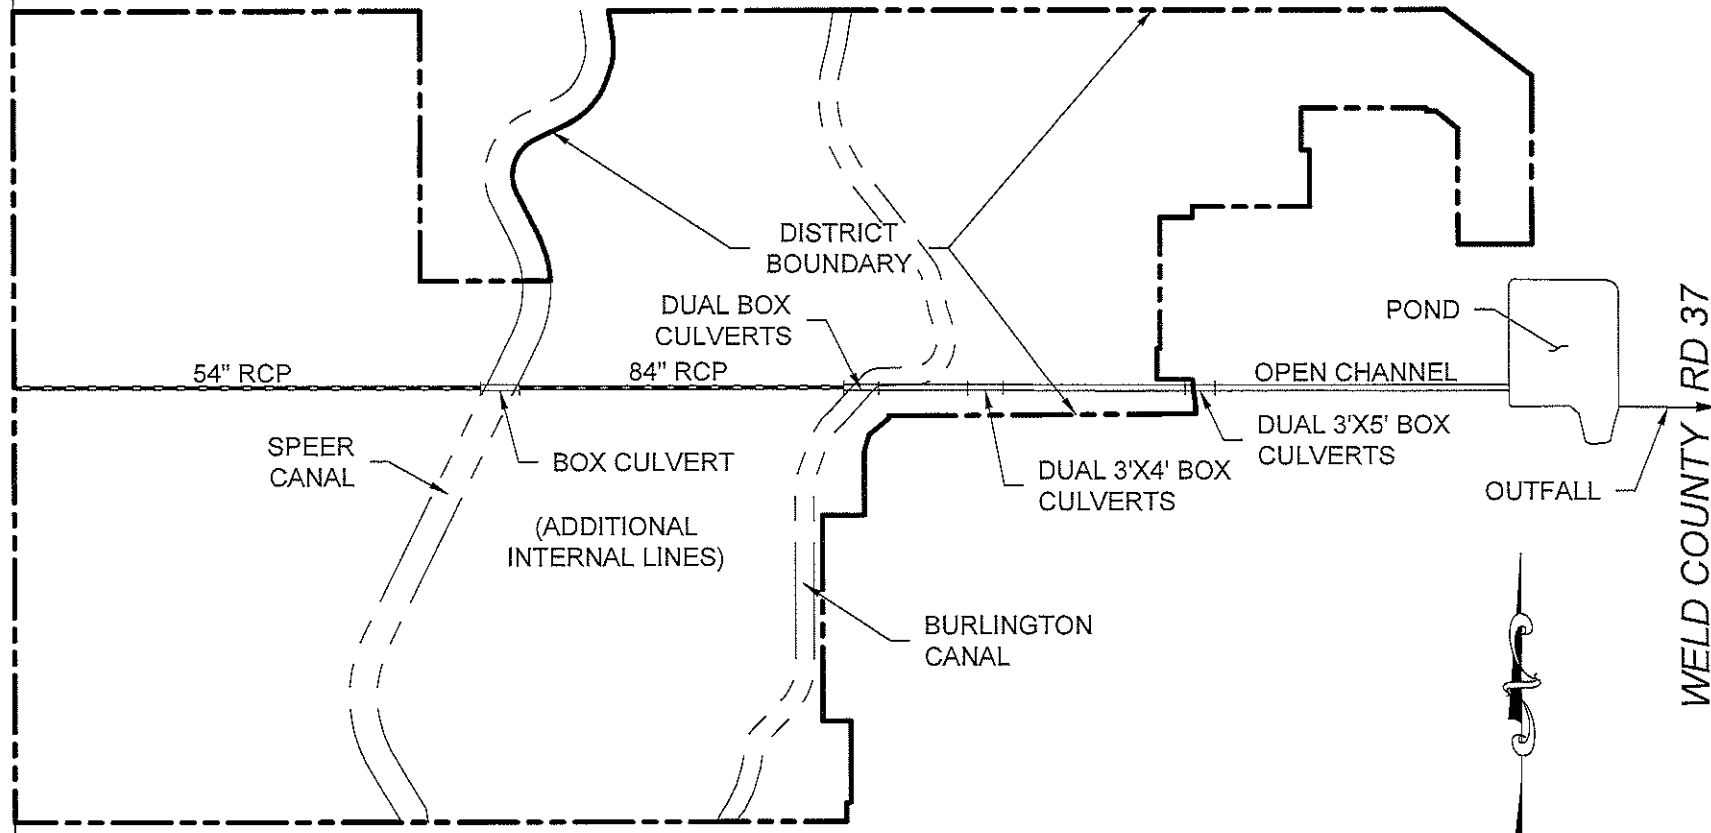 DISTRICT
BOUNDARY
DUAL BOX
CULVERTS
POND
54" RCP
84" RCP
OPEN CHANNEL
WELD COUNTY RD 37
SPEER
CANAL
BOX CULVERT
DUAL 3'X4' BOX
CULVERTS
DUAL 3'X5' BOX
CULVERTS
OUTFALL
(ADDITIONAL
INTERNAL LINES)
BURLINGTON
CANAL